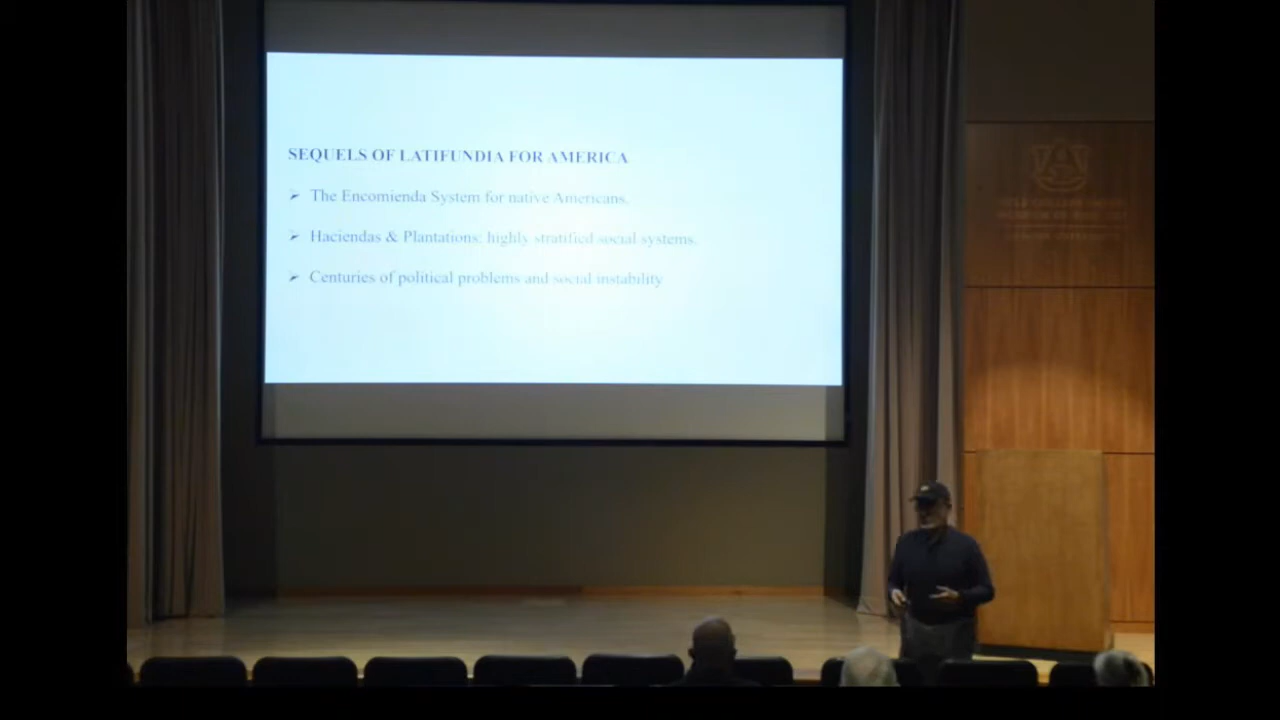 SEQUELS OF LATIFUNDIA FOR AMERICA
The Encomienda System for native Americans.
Haciendas & Plantations: highly stratified social systems.
Centuries of political problems and social instability